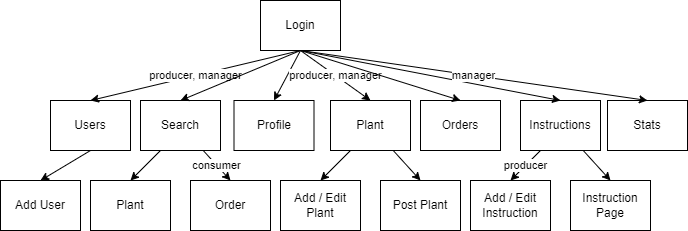 Login
producer, manager
producer, manager
manager
Users
Search
Profile
Plant
Orders
Instructions
Stats
consumer
producer
Add User
Plant
Order
Add / Edit
Plant
Post Plant
Add / Edit
Instruction
Instruction
Page